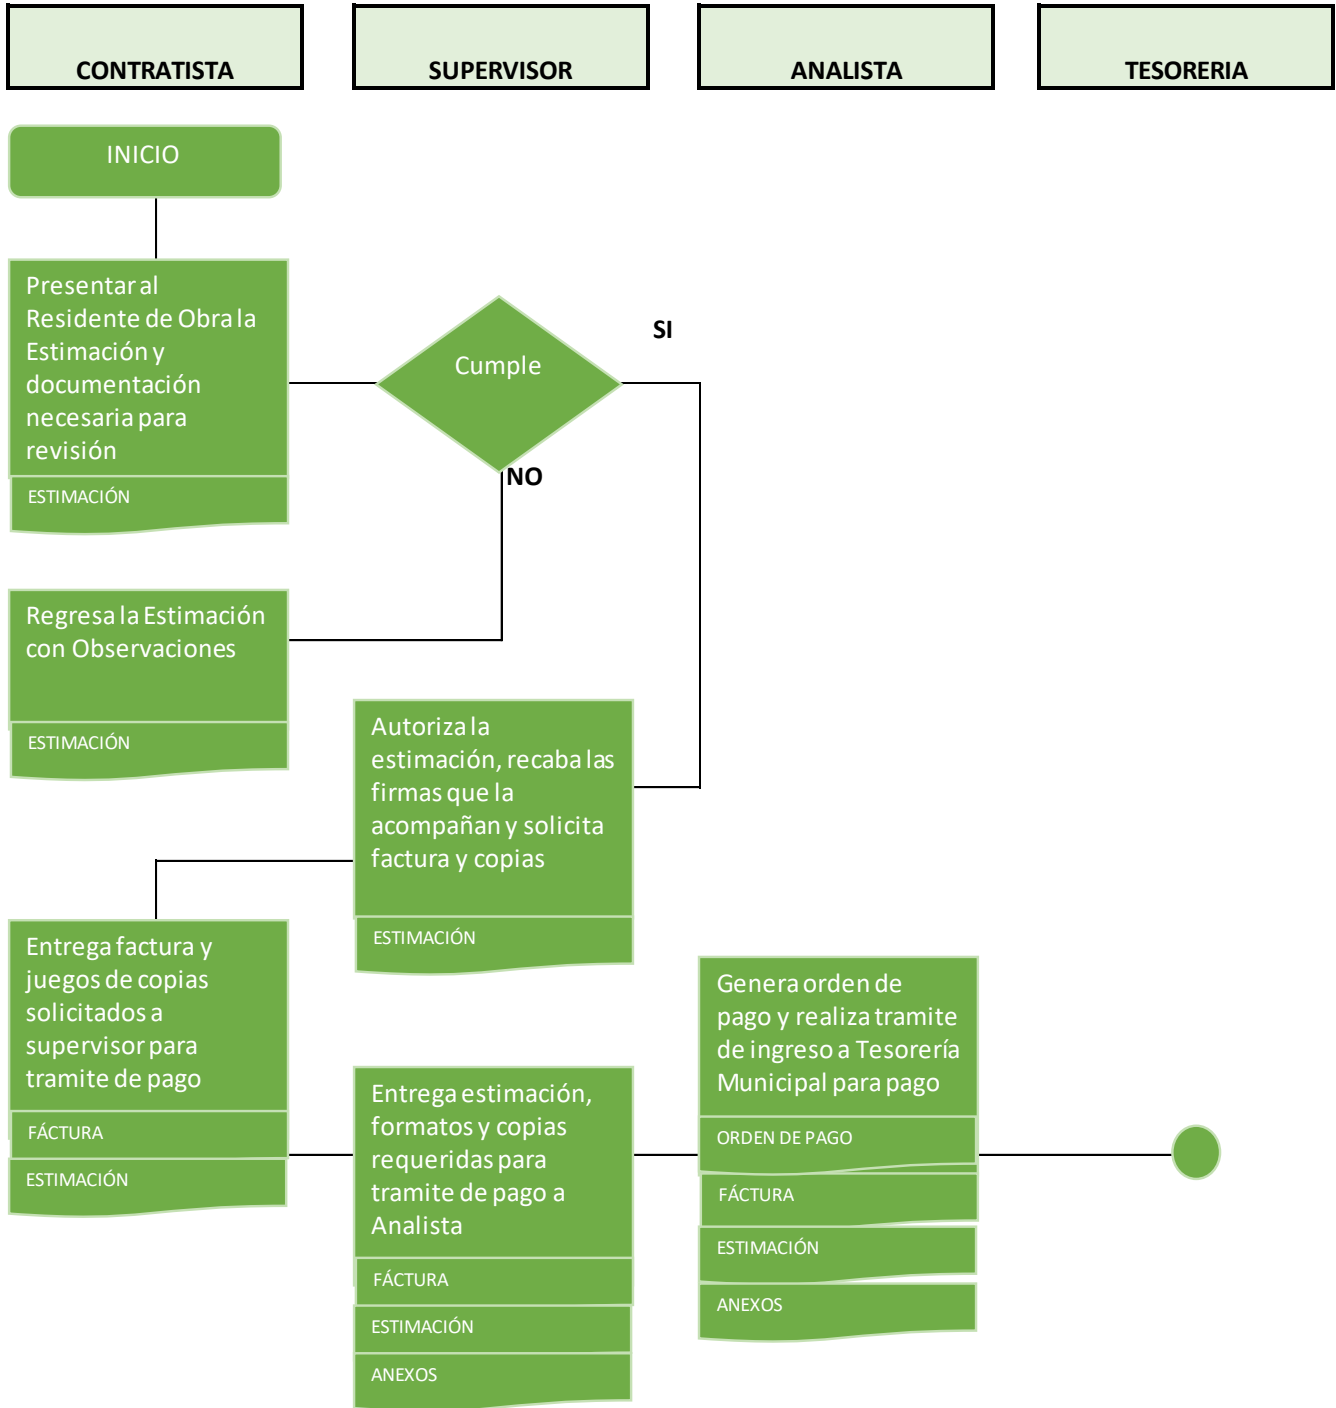 CONTRATISTA
SUPERVISOR
ANALISTA
TESORERIA
INICIO
Presentar al
Residente de Obra la
Estimación y
documentación
necesaria para
revisión
ESTIMACIÓN
Cumple
SI
NO
Regresa la Estimación
con Observaciones
ESTIMACIÓN
Autoriza la
estimación, recaba las
firmas que la
acompañan y solicita
factura y copias
ESTIMACIÓN
Entrega factura y
juegos de copias
solicitados a
supervisor para
tramite de pago
FÁCTURA
ESTIMACIÓN
Entrega estimación,
formatos y copias
requeridas para
tramite de pago a
Analista
FÁCTURA
ESTIMACIÓN
ANEXOS
Genera orden de
pago y realiza tramite
de ingreso a Tesorería
Municipal para pago
ORDEN DE PAGO
FÁCTURA
ESTIMACIÓN
ANEXOS